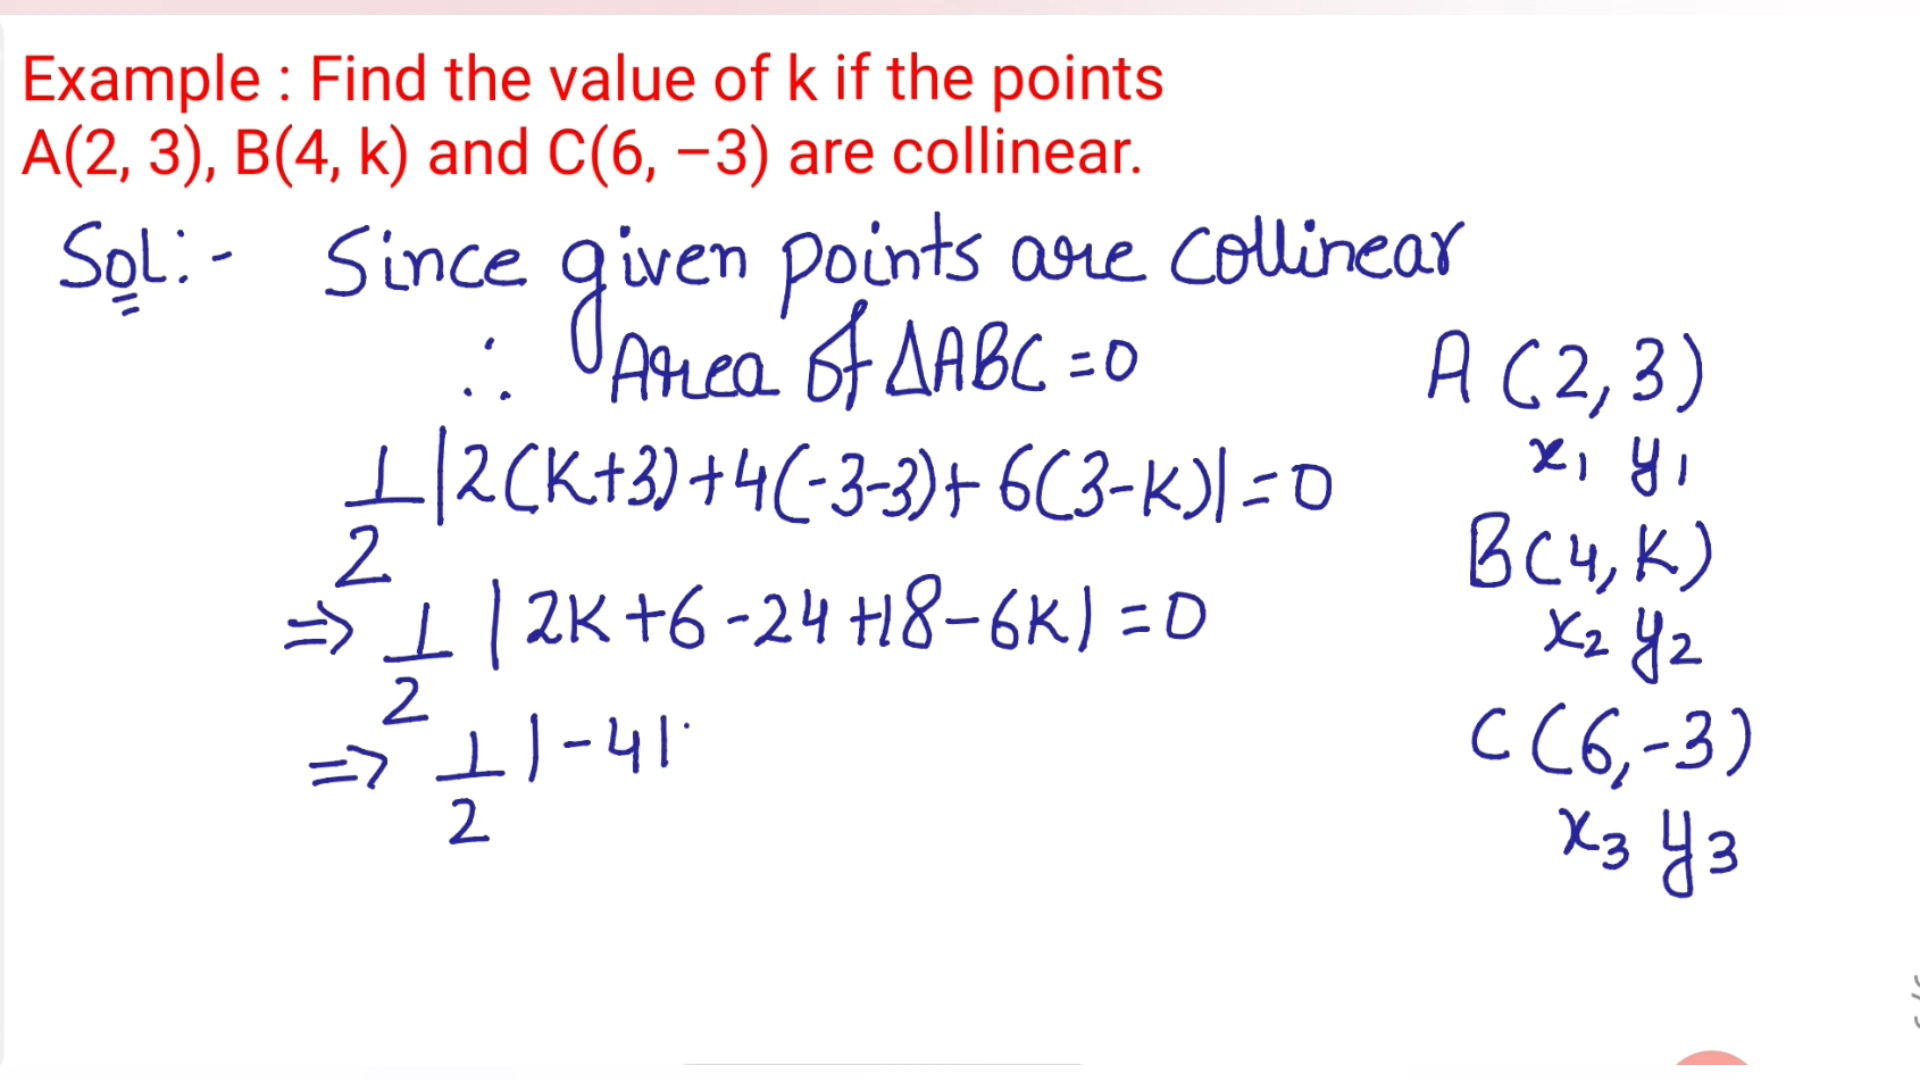 Example : Find the value of k if the points
A(2, 3), B(4, k) and C(6, −3) are collinear.
Sol:- Since given points are collinear
∴ Area of ΔABC = 0
A (2, 3)
x₁ y₁
1/2 |2(K+3)+4(-3-3)+6(3-K)| = 0
B(4, K)
x₂ y₂
⇒ 1/2 |2K+6-24+18-6K| = 0
C(6,-3)
x₃ y₃
⇒ 1/2 |-4|